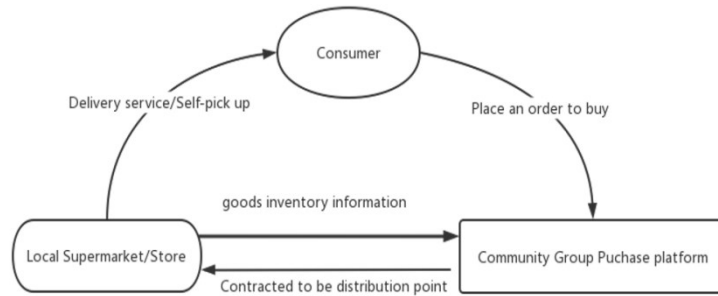 Consumer
Delivery service/Self-pick up
Place an order to buy
goods inventory information
Local Supermarket/Store
Community Group Puchase platform
Contracted to be distribution point